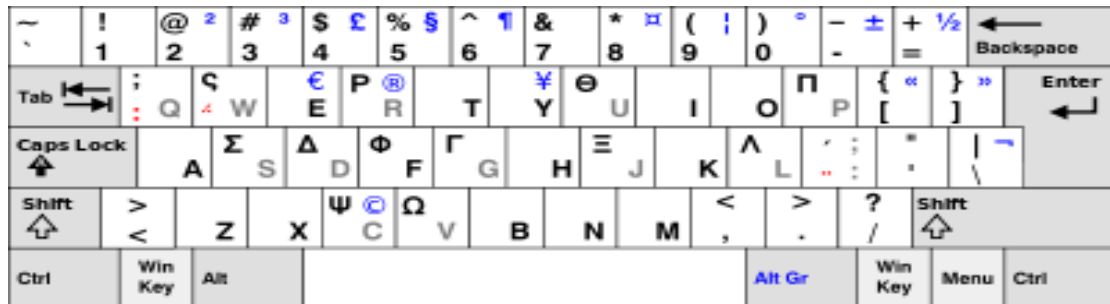 ~ ` ! 1 @ 2 ² # 3 ³ $ 4 £ % 5 § ^ 6 ¶ & 7 * 8 ¤ ( 9 ¦ ) 0 ° − - ± + = ½ Backspace
Tab ; : Q ς W € E Ρ ® R T ¥ Y Θ U I O Π P { « [ } » ] Enter
Caps Lock A Σ S Δ D Φ F Γ G H Ξ J K Λ L ΄ ; ¨ : " ' | ¬ \
Shift > < Z X Ψ © C Ω V B N M < , > . ? / Shift
Ctrl Win Key Alt Alt Gr Win Key Menu Ctrl